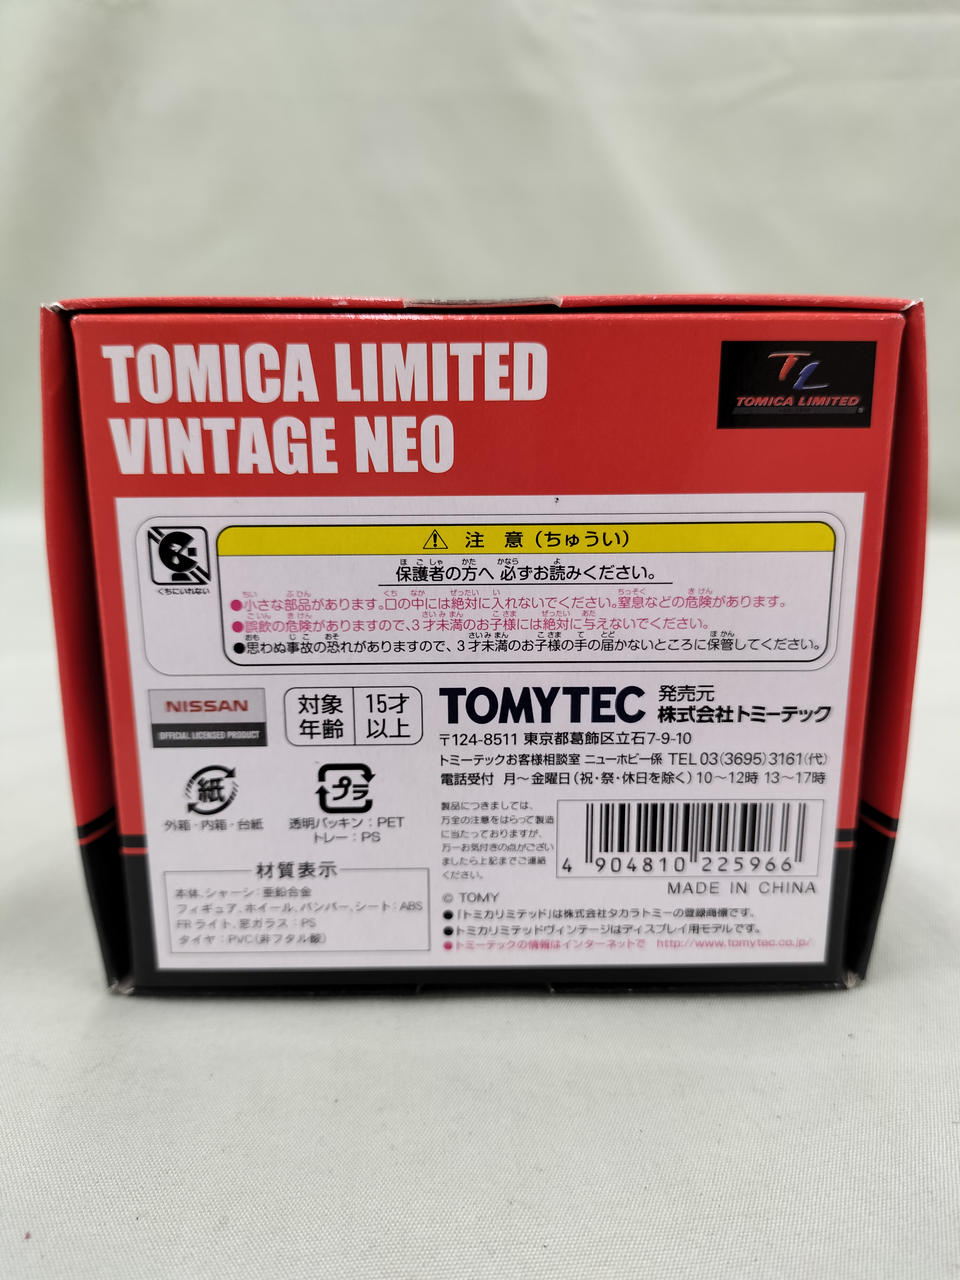 TOMICA LIMITED
VINTAGE NEO
TL
TOMICA LIMITED
くちにいれない
⚠ 注 意（ちゅうい）
保護者の方へ 必ずお読みください。
●小さな部品があります。口の中には絶対に入れないでください。窒息などの危険があります。
●誤飲の危険がありますので、3才未満のお子様には絶対に与えないでください。
●思わぬ事故の恐れがありますので、3才未満のお子様の手の届かないところに保管してください。
NISSAN
OFFICIAL LICENSED PRODUCT
対象
年齢
15才
以上
TOMYTEC
発売元
株式会社トミーテック
〒124-8511 東京都葛飾区立石7-9-10
トミーテックお客様相談室 ニューホビー係 TEL 03(3695)3161(代)
電話受付 月〜金曜日（祝・祭・休日を除く）10〜12時 13〜17時
紙
外箱・内箱・台紙
プラ
透明パッキン：PET
トレー：PS
製品につきましては、
万全の注意をはらって製造
に当たっておりますが、
万一お気付きの点がござい
ましたら上記までご連絡
ください。
4 904810 225966
MADE IN CHINA
材質表示
本体、シャーシ：亜鉛合金
フィギュア、ホイール、バンパー、シート：ABS
FRライト、窓ガラス：PS
タイヤ：PVC（非フタル酸）
© TOMY
●「トミカリミテッド」は株式会社タカラトミーの登録商標です。
●トミカリミテッドヴィンテージはディスプレイ用モデルです。
●トミーテックの情報はインターネットで http://www.tomytec.co.jp/